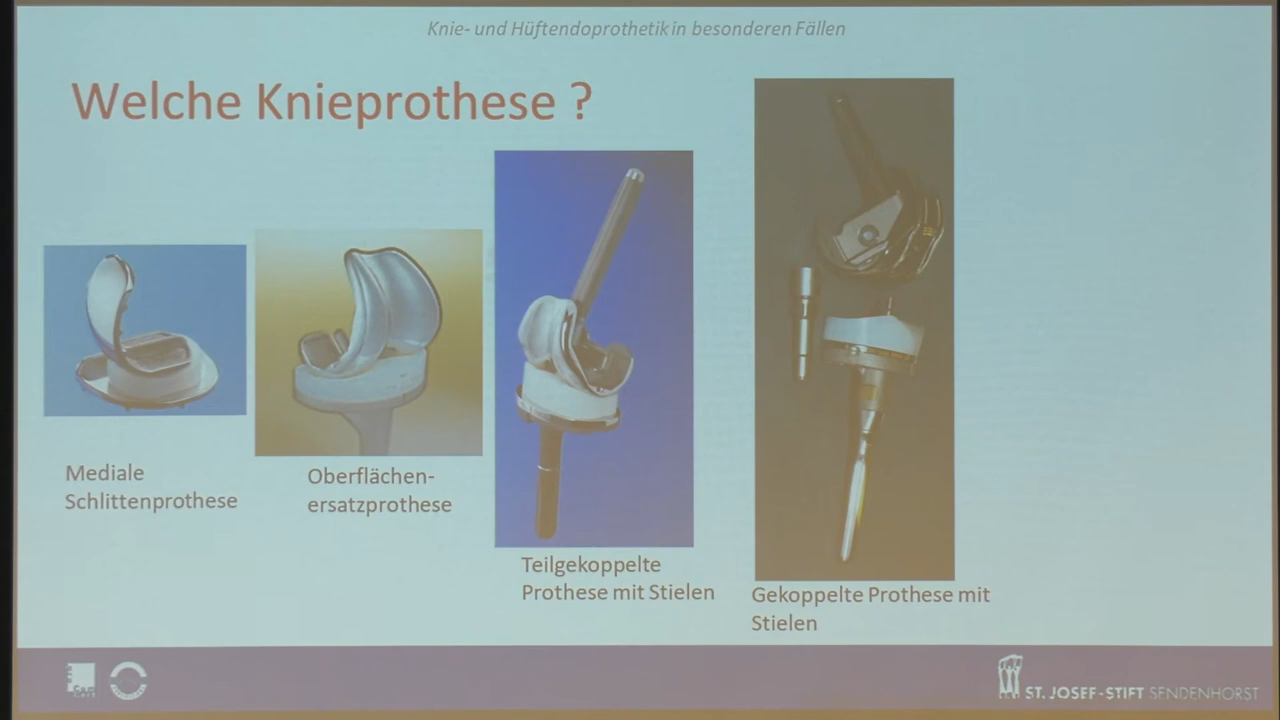 Knie- und Hüftendoprothetik in besonderen Fällen
Welche Knieprothese ?
Mediale
Schlittenprothese
Oberflächen-
ersatzprothese
Teilgekoppelte
Prothese mit Stielen
Gekoppelte Prothese mit
Stielen
ST. JOSEF-STIFT SENDENHORST